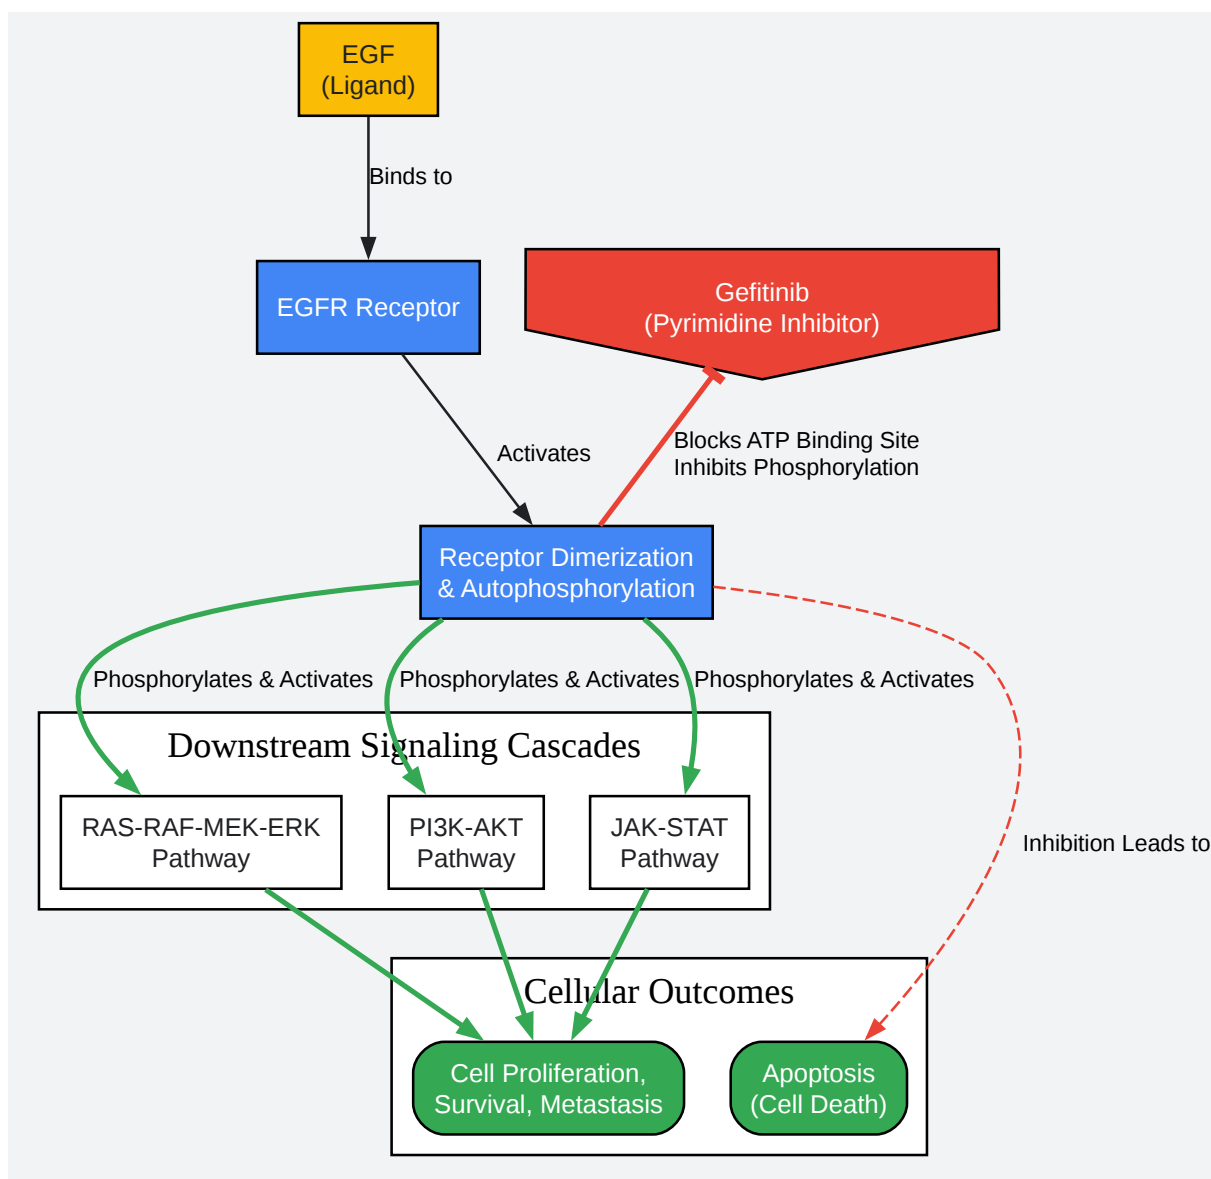 EGF
(Ligand)
Binds to
EGFR Receptor
Gefitinib
(Pyrimidine Inhibitor)
Activates
Blocks ATP Binding Site
Inhibits Phosphorylation
Receptor Dimerization
& Autophosphorylation
Phosphorylates & Activates
Phosphorylates & Activates
Phosphorylates & Activates
Downstream Signaling Cascades
RAS-RAF-MEK-ERK
Pathway
PI3K-AKT
Pathway
JAK-STAT
Pathway
Inhibition Leads to
Cellular Outcomes
Cell Proliferation,
Survival, Metastasis
Apoptosis
(Cell Death)